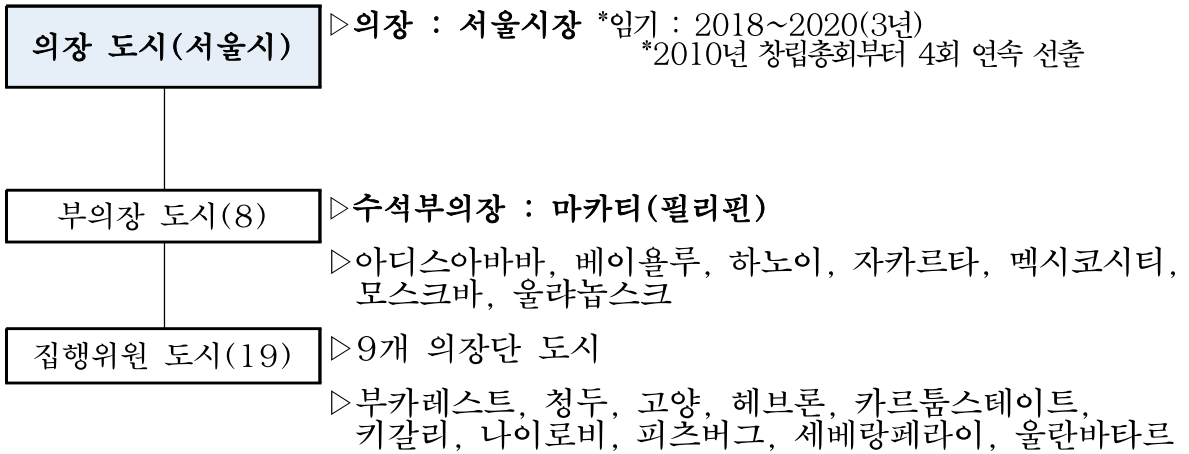 의장 도시(서울시)
▷의장 : 서울시장 *임기 : 2018~2020(3년)
*2010년 창립총회부터 4회 연속 선출
부의장 도시(8)
▷수석부의장 : 마카티(필리핀)
▷아디스아바바, 베이욜루, 하노이, 자카르타, 멕시코시티,
모스크바, 울랴놉스크
집행위원 도시(19)
▷9개 의장단 도시
▷부카레스트, 청두, 고양, 헤브론, 카르툼스테이트,
키갈리, 나이로비, 피츠버그, 세베랑페라이, 울란바타르